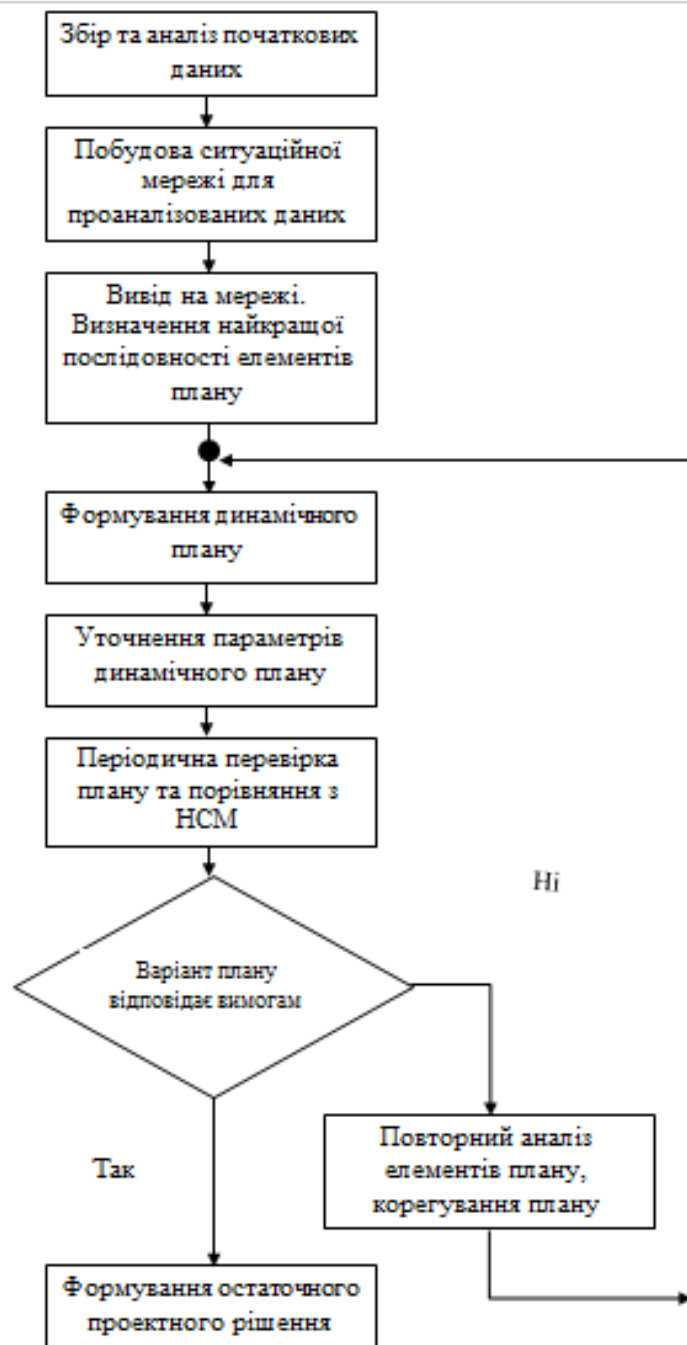 Збір та аналіз початкових
даних
Побудова ситуаційної
мережі для
проаналізованих даних
Вивід на мережі.
Визначення найкращої
послідовності елементів
плану
Формування динамічного
плану
Уточнення параметрів
динамічного плану
Періодична перевірка
плану та порівняння з
НСМ
Ні
Варіант плану
відповідає вимогам
Так
Повторний аналіз
елементів плану,
корегування плану
Формування остаточного
проектного рішення